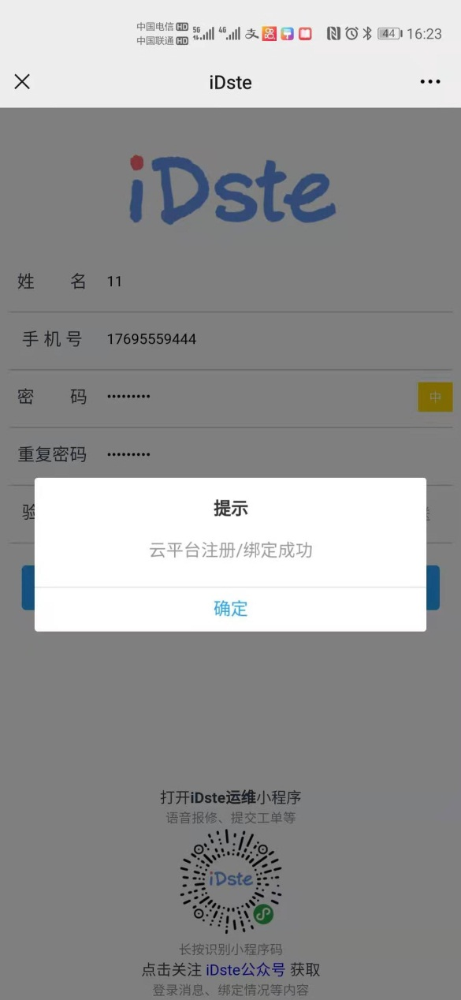 中国电信 HD 5G 4G 支 44 16:23
中国联通 HD
iDste
iDste
姓 名 11
手 机 号 17695559444
密 码 •••••••••
中
重复密码 •••••••••
提示
云平台注册/绑定成功
确定
打开iDste运维小程序
语音报修、提交工单等
iDste
长按识别小程序码
点击关注 iDste公众号 获取
登录消息、绑定情况等内容